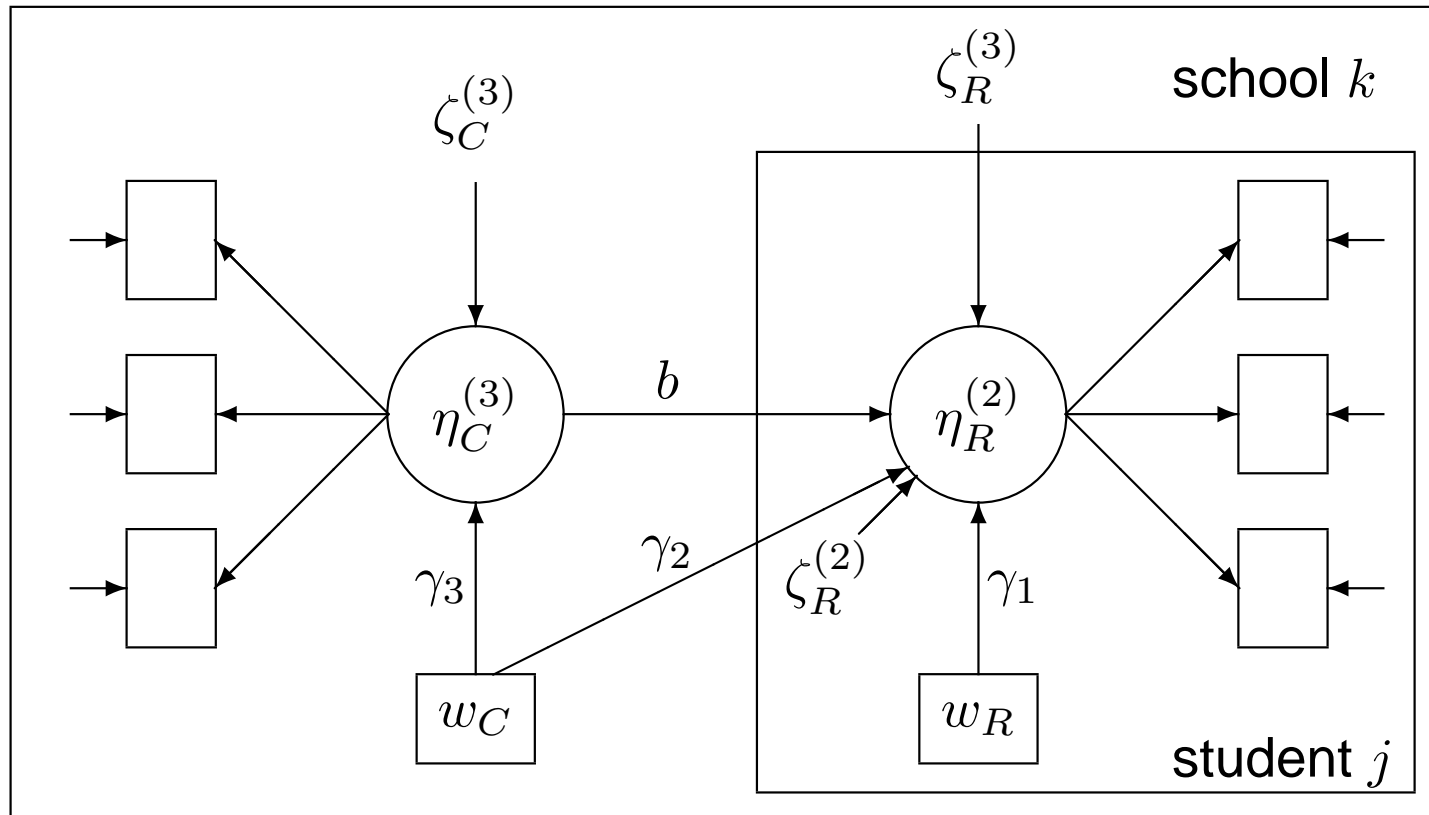 ζ_R^{(3)}
school k
ζ_C^{(3)}
b
η_C^{(3)}
η_R^{(2)}
γ_2
γ_3
ζ_R^{(2)}
γ_1
w_C
w_R
student j